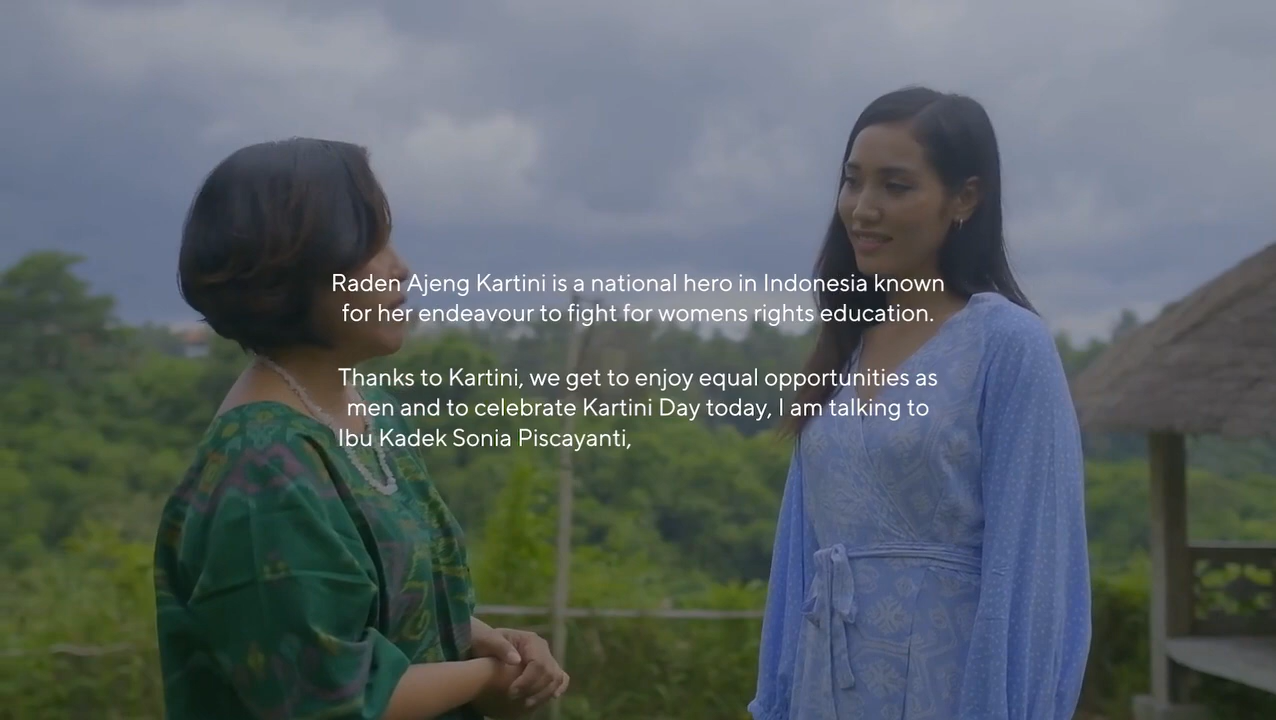 Raden Ajeng Kartini is a national hero in Indonesia known
for her endeavour to fight for womens rights education.
Thanks to Kartini, we get to enjoy equal opportunities as
men and to celebrate Kartini Day today, I am talking to
Ibu Kadek Sonia Piscayanti,